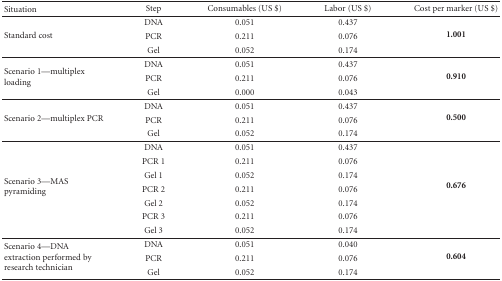 Situation Step Consumables (US $) Labor (US $) Cost per marker (US $)
Standard cost DNA 0.051 0.437 1.001
PCR 0.211 0.076
Gel 0.052 0.174
Scenario 1—multiplex loading DNA 0.051 0.437 0.910
PCR 0.211 0.076
Gel 0.000 0.043
Scenario 2—multiplex PCR DNA 0.051 0.437 0.500
PCR 0.211 0.076
Gel 0.052 0.174
Scenario 3—MAS pyramiding DNA 0.051 0.437 0.676
PCR 1 0.211 0.076
Gel 1 0.052 0.174
PCR 2 0.211 0.076
Gel 2 0.052 0.174
PCR 3 0.211 0.076
Gel 3 0.052 0.174
Scenario 4—DNA extraction performed by research technician DNA 0.051 0.040 0.604
PCR 0.211 0.076
Gel 0.052 0.174